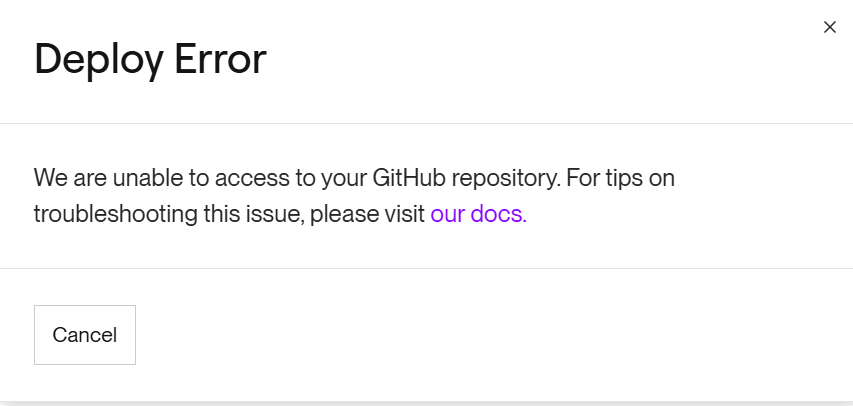 Deploy Error
We are unable to access to your GitHub repository. For tips on
troubleshooting this issue, please visit our docs.
Cancel